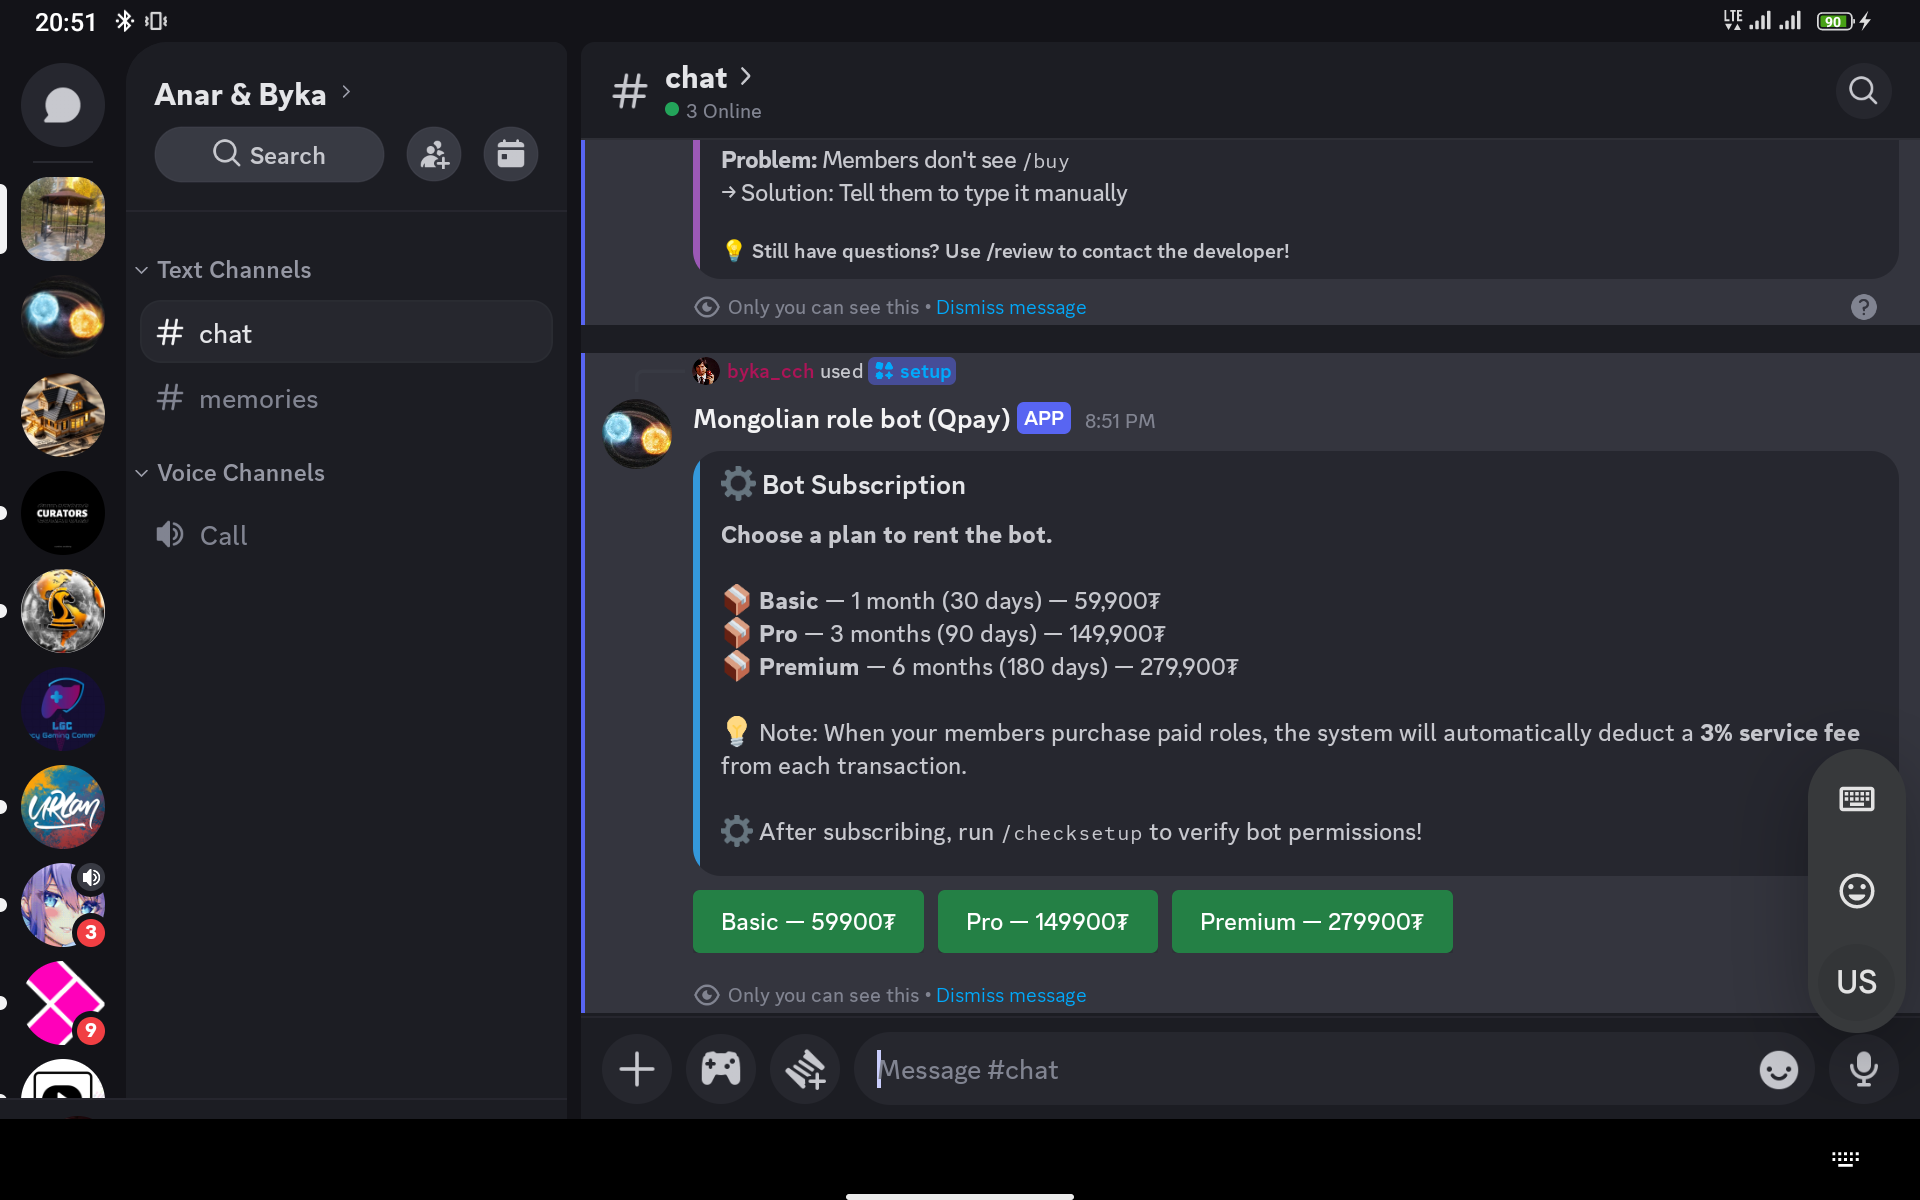 20:51
LTE
90
Anar & Byka
Search
Text Channels
chat
memories
Voice Channels
Call
CURATORS
LGC
3
9
chat
3 Online
Problem: Members don't see /buy
→ Solution: Tell them to type it manually
💡 Still have questions? Use /review to contact the developer!
Only you can see this • Dismiss message
?
byka_cch used setup
Mongolian role bot (Qpay) APP 8:51 PM
⚙️ Bot Subscription
Choose a plan to rent the bot.
📦 Basic — 1 month (30 days) — 59,900₮
📦 Pro — 3 months (90 days) — 149,900₮
📦 Premium — 6 months (180 days) — 279,900₮
💡 Note: When your members purchase paid roles, the system will automatically deduct a 3% service fee
from each transaction.
⚙️ After subscribing, run /checksetup to verify bot permissions!
Basic — 59900₮
Pro — 149900₮
Premium — 279900₮
Only you can see this • Dismiss message
US
Message #chat